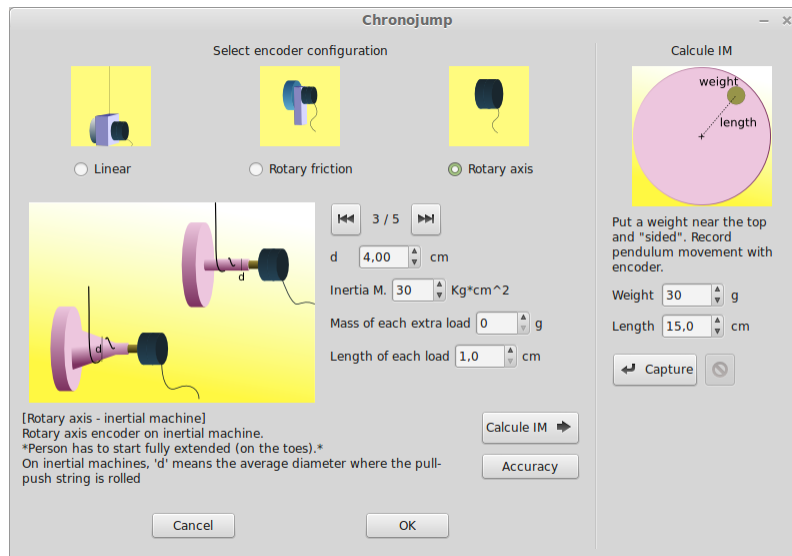 Chronojump
Select encoder configuration
Linear
Rotary friction
Rotary axis
d
d
3 / 5
d 4,00 cm
Inertia M. 30 Kg*cm^2
Mass of each extra load 0 g
Length of each load 1,0 cm
[Rotary axis - inertial machine]
Rotary axis encoder on inertial machine.
*Person has to start fully extended (on the toes).*
On inertial machines, 'd' means the average diameter where the pull-
push string is rolled
Calcule IM
Accuracy
Cancel
OK
Calcule IM
weight
length
Put a weight near the top
and "sided". Record
pendulum movement with
encoder.
Weight 30 g
Length 15,0 cm
Capture